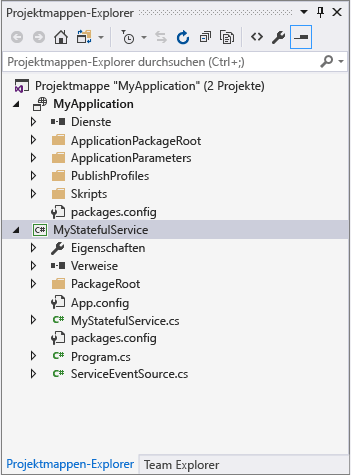 Projektmappen-Explorer
Projektmappen-Explorer durchsuchen (Ctrl+;)
Projektmappe "MyApplication" (2 Projekte)
MyApplication
Dienste
ApplicationPackageRoot
ApplicationParameters
PublishProfiles
Skripts
packages.config
C# MyStatefulService
Eigenschaften
Verweise
PackageRoot
App.config
C# MyStatefulService.cs
packages.config
C# Program.cs
C# ServiceEventSource.cs
Projektmappen-Explorer Team Explorer